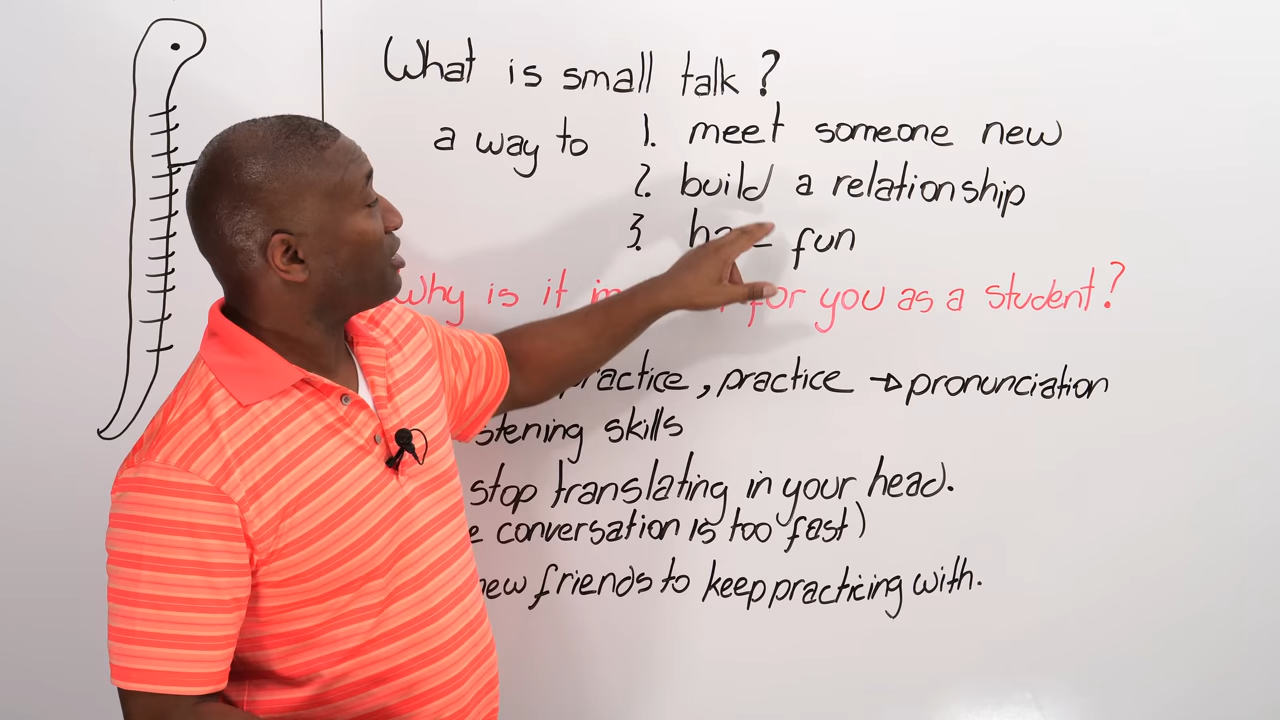 What is small talk?
a way to 1. meet someone new
2. build a relationship
3. fun
Why is it for you as a student?
practice, practice → pronunciation
skills
stop translating in your head.
conversation is too fast)
friends to keep practicing with.